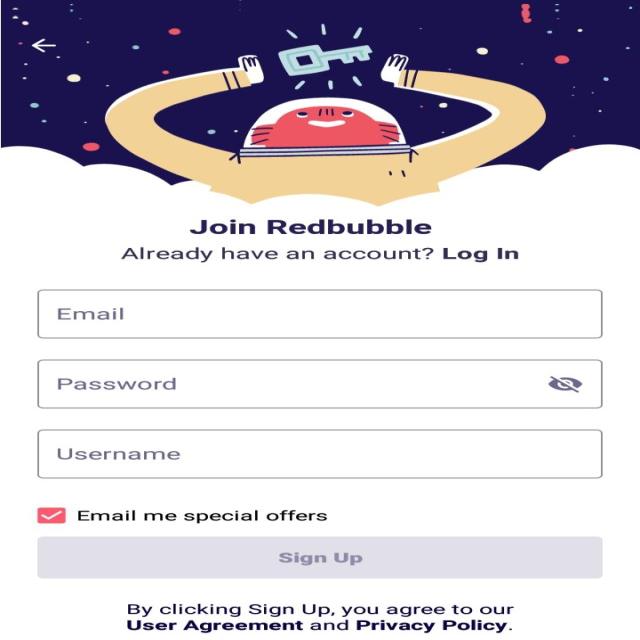 Join Redbubble
Already have an account? Log In
Email
Password
Username
Email me special offers
Sign Up
By clicking Sign Up, you agree to our
User Agreement and Privacy Policy.